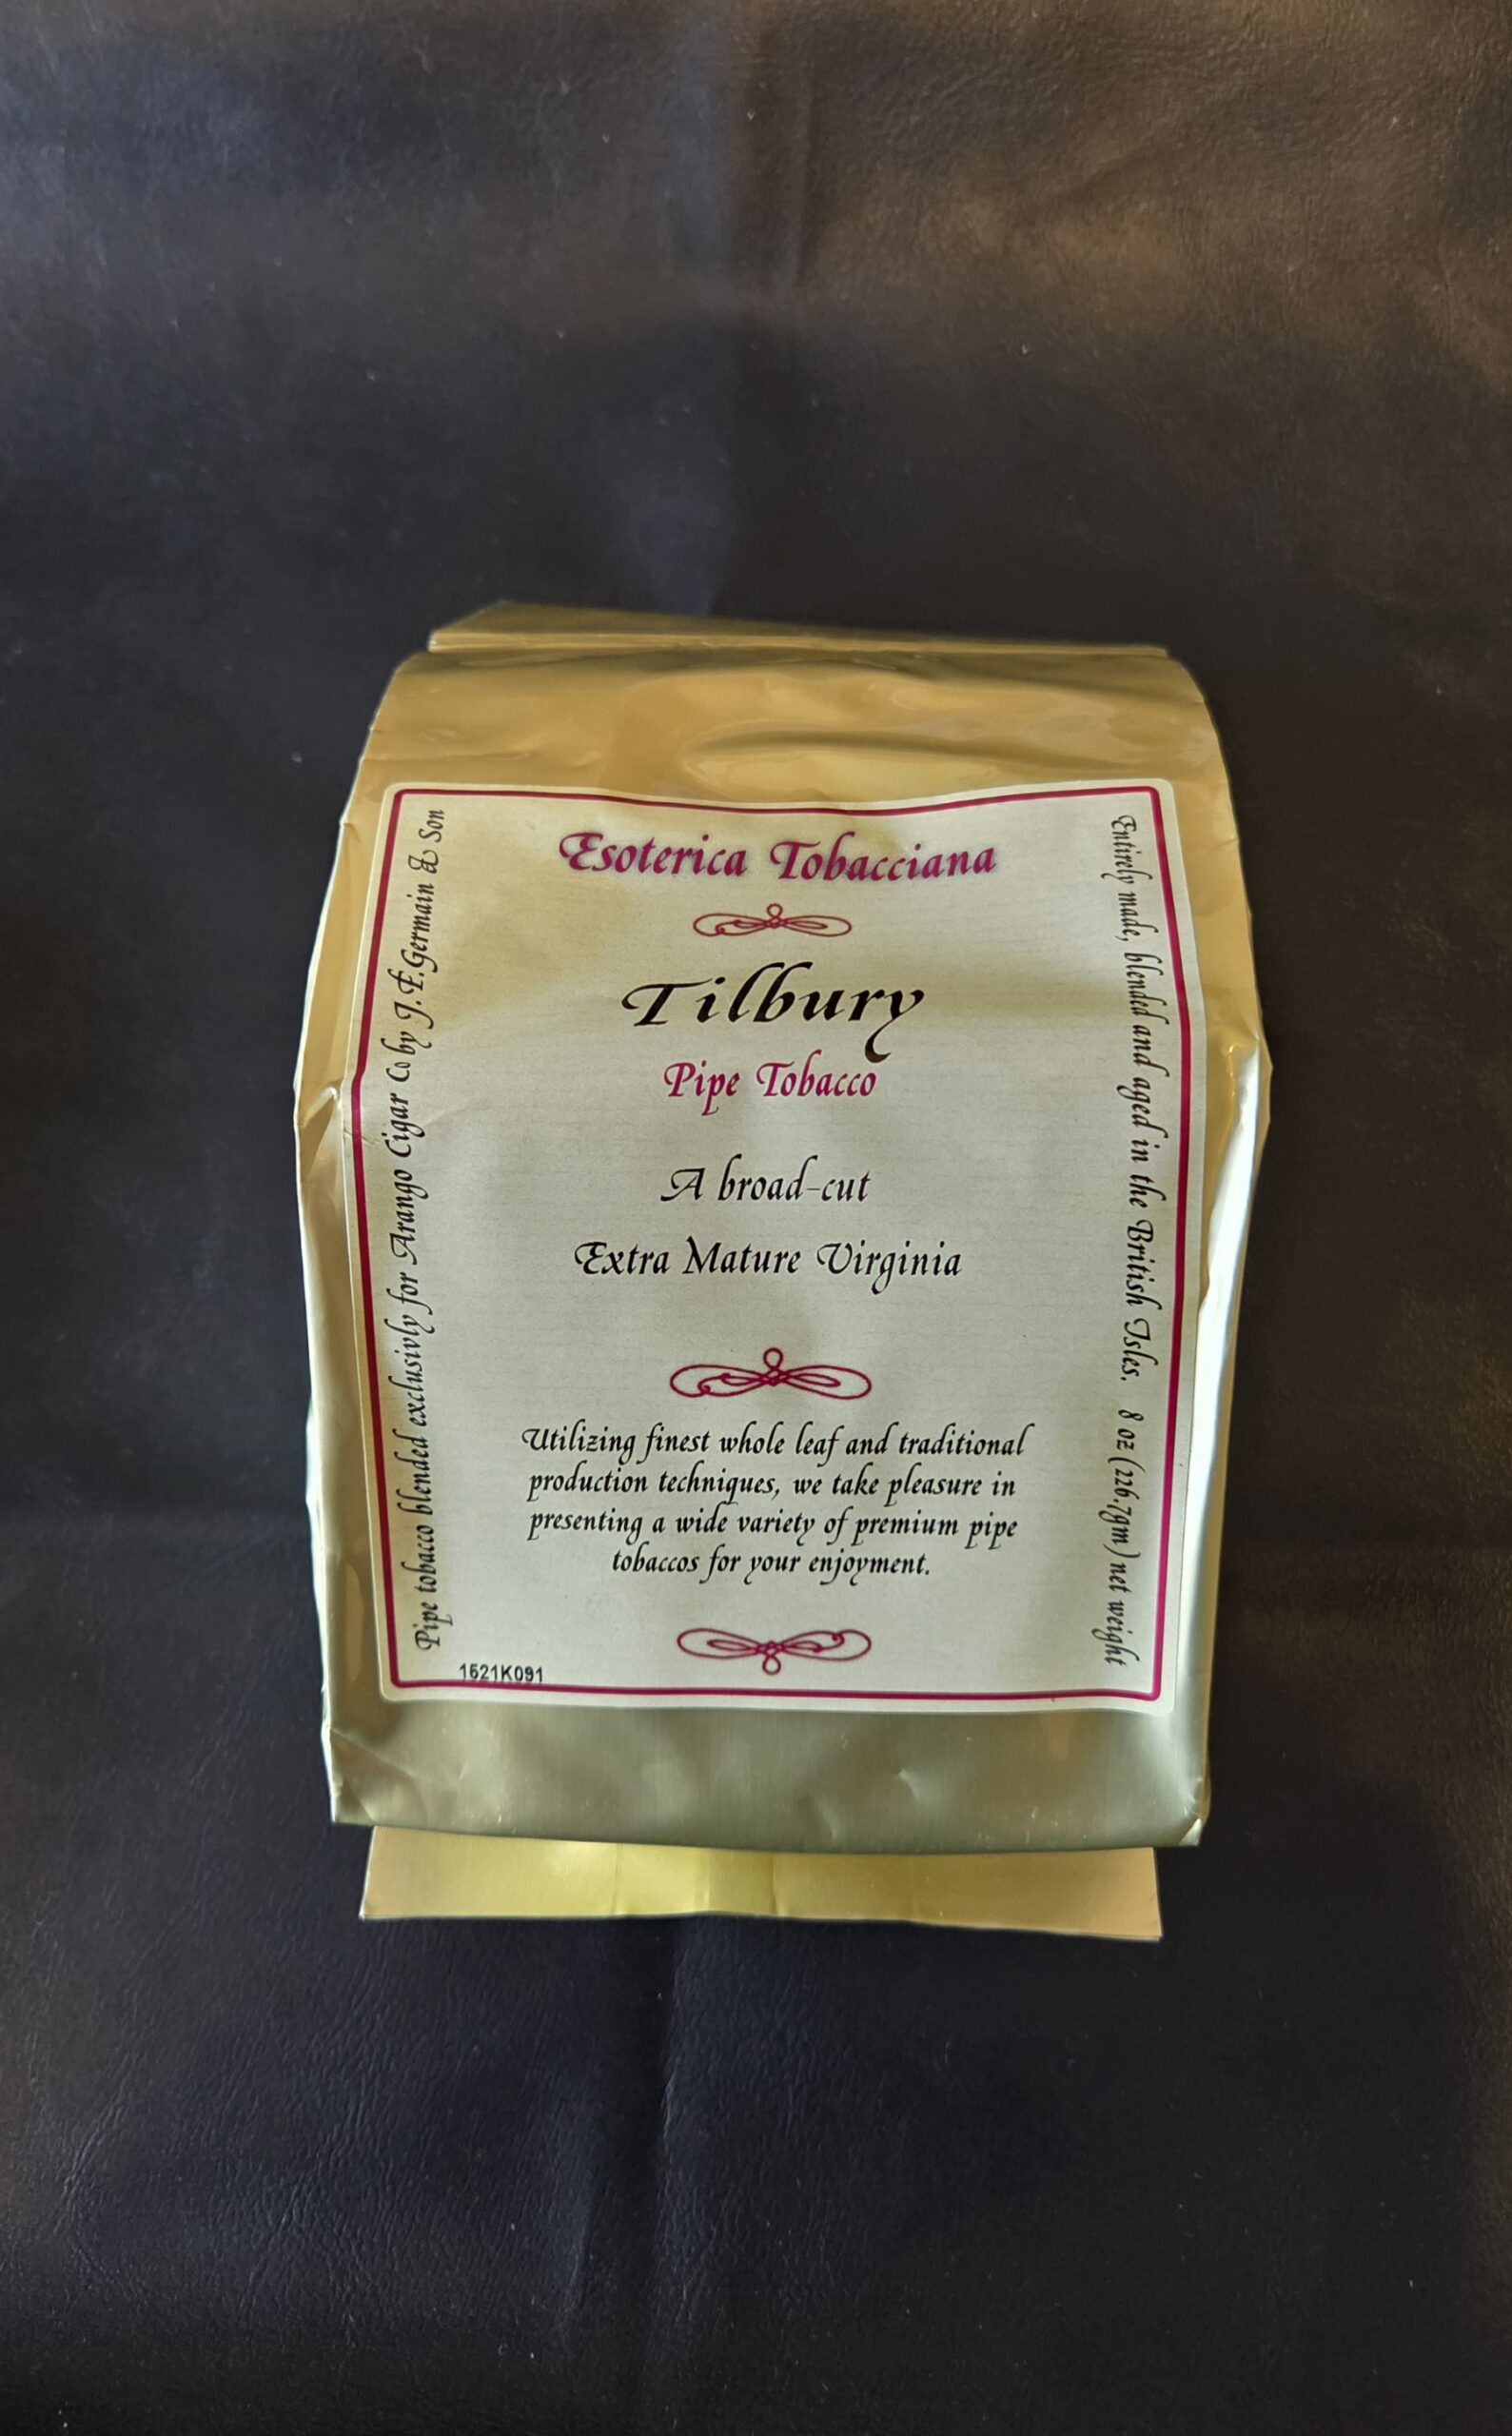 Esoterica Tobacciana
Tilbury
Pipe Tobacco
A broad-cut
Extra Mature Virginia
Utilizing finest whole leaf and traditional
production techniques, we take pleasure in
presenting a wide variety of premium pipe
tobaccos for your enjoyment.
1521K091
Pipe tobacco blended exclusivly for Arango Cigar Co by J.F.Germain & Son
Entirely made, blended and aged in the British Isles. 8 oz (226.7gm) net weight